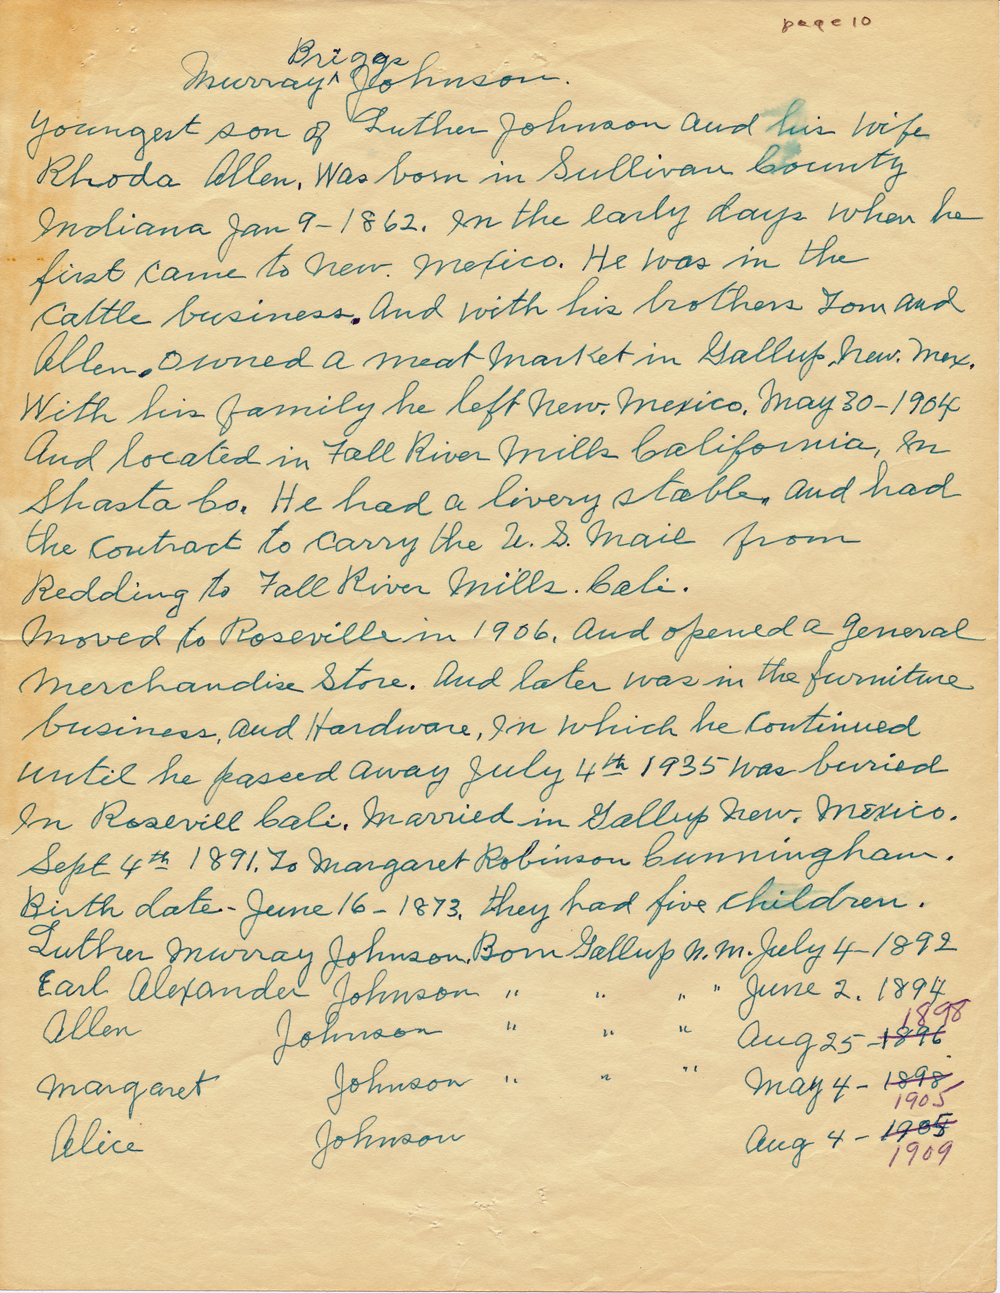 page 10
Briggs
Murray ^ Johnson.
Youngest son of Luther Johnson and his wife
Rhoda Allen. Was born in Sullivan County
Indiana Jan 9-1862. In the early days when he
first came to New. Mexico. He was in the
Cattle business. And with his brothers Tom and
Allen. Owned a meat Market in Gallup, New. Mex.
With his family he left New. Mexico. May 30-1904
And located in Fall River Mills California, In
Shasta Co. He had a livery stable. And had
the contract to carry the U. S. Mail from
Redding to Fall River Mills. Cali.
Moved to Roseville in 1906. And opened a general
Merchandise Store. And later was in the furniture
business, and Hardware, In which he continued
until he passed away July 4th 1935 was buried
In Rosevill Cali. Married in Gallup New. Mexico.
Sept 4th 1891. To Margaret Robinson Cunningham.
Birth date - June 16-1873. they had five children.
Luther Murray Johnson. Born Gallup N. M. July 4-1892
Earl Alexander Johnson " " " " June 2. 1894
1898
Allen Johnson " " " Aug 25-1896
Margaret Johnson " " " May 4-1898
1905
Alice Johnson Aug 4-1905
1909